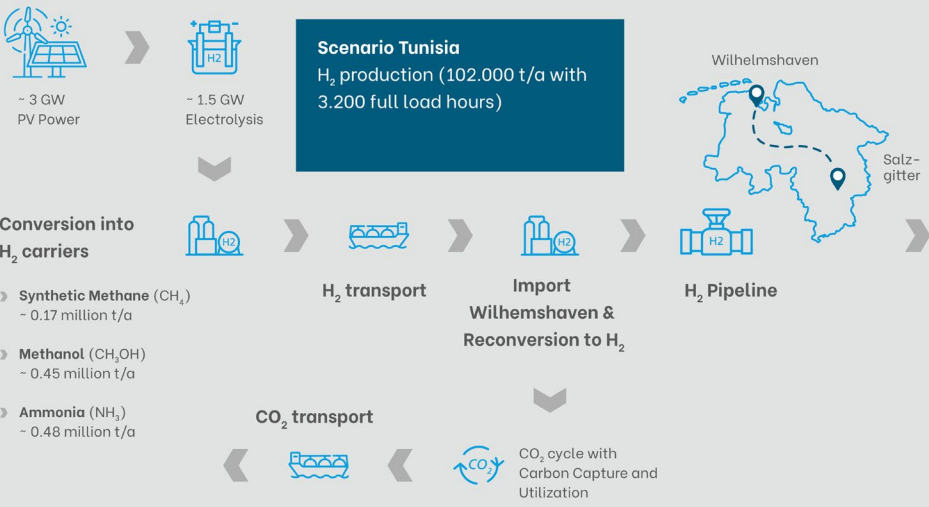 Scenario Tunisia
H₂ production (102.000 t/a with
3.200 full load hours)
H2
~ 3 GW
PV Power
~ 1.5 GW
Electrolysis
Wilhelmshaven
Salz-
gitter
Conversion into
H₂ carriers
H2
H₂ transport
H2
Import
Wilhemshaven &
Reconversion to H₂
H2
H₂ Pipeline
Synthetic Methane (CH₄)
~ 0.17 million t/a
Methanol (CH₃OH)
~ 0.45 million t/a
Ammonia (NH₃)
~ 0.48 million t/a
CO₂ transport
CO₂
CO₂ cycle with
Carbon Capture and
Utilization